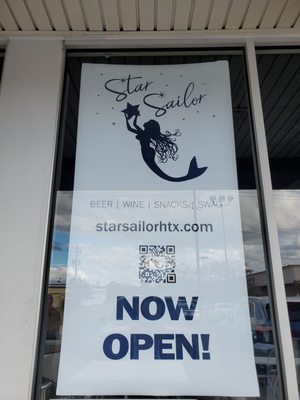 Star
Sailor
BEER | WINE | SNACKS | SWAG
starsailorhtx.com
NOW
OPEN!